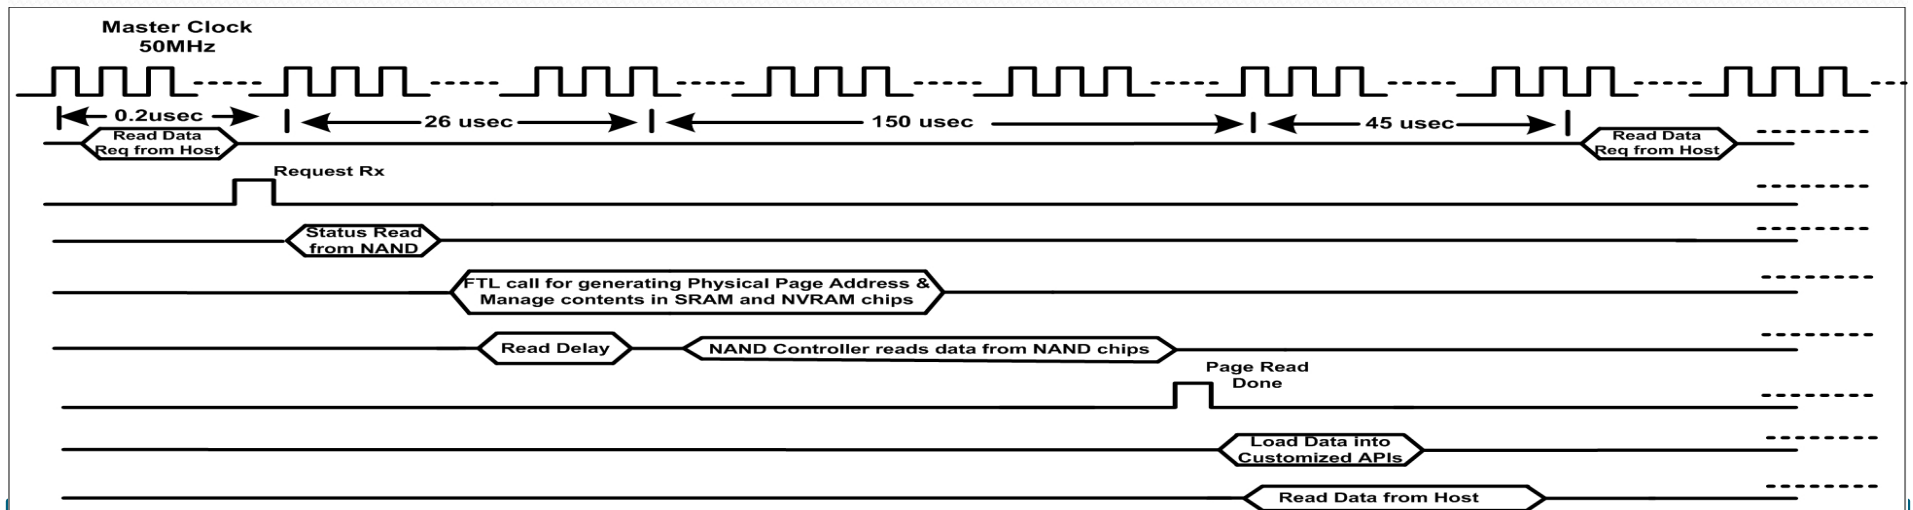 Master Clock
50MHz
0.2usec
26 usec
150 usec
45 usec
Read Data
Req from Host
Read Data
Req from Host
Request Rx
Status Read
from NAND
FTL call for generating Physical Page Address &
Manage contents in SRAM and NVRAM chips
Read Delay
NAND Controller reads data from NAND chips
Page Read
Done
Load Data into
Customized APIs
Read Data from Host